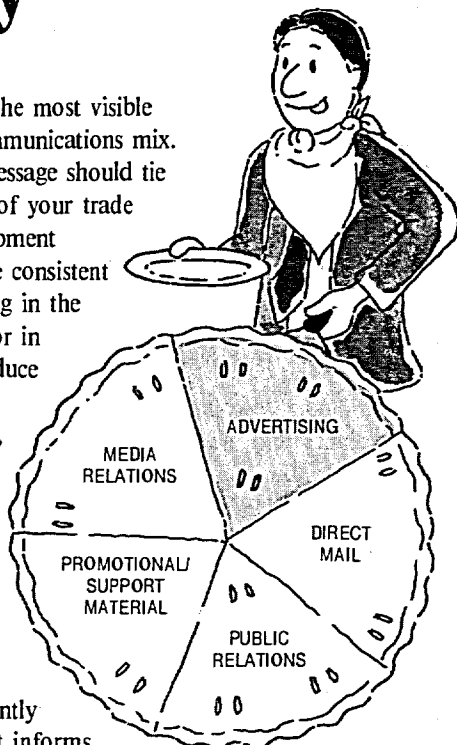 y
he most visible
mmunications mix.
essage should tie
of your trade
pment
e consistent
g in the
or in
duce
ntly
t informs
ADVERTISING
MEDIA
RELATIONS
DIRECT
MAIL
PROMOTIONAL/
SUPPORT
MATERIAL
PUBLIC
RELATIONS